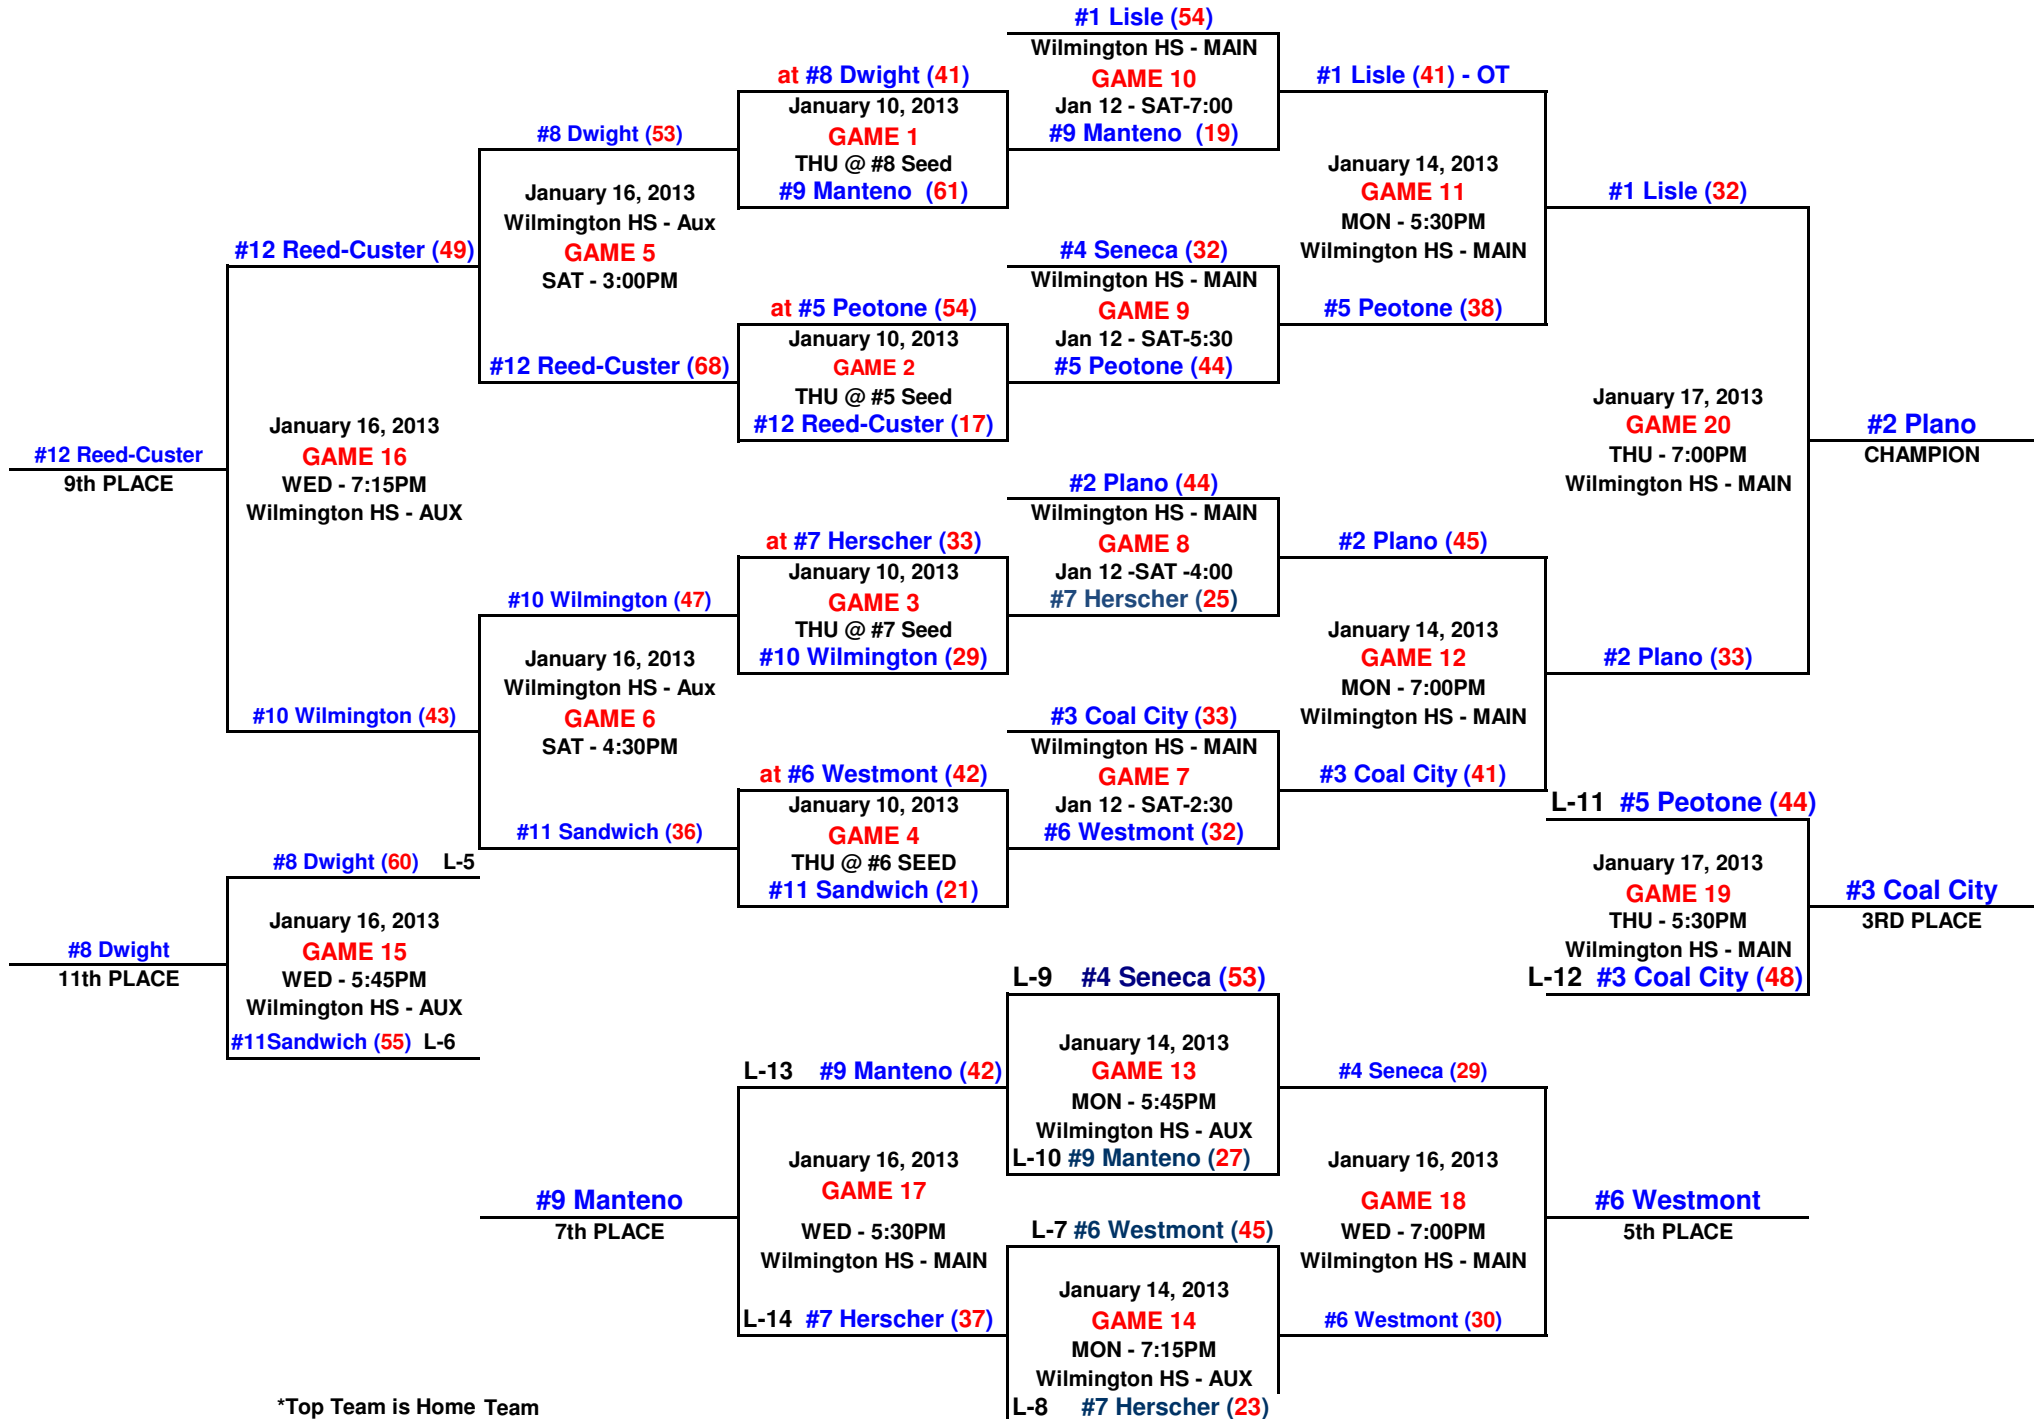 #1 Lisle (54)
Wilmington HS - MAIN
GAME 10
Jan 12 - SAT-7:00
#9 Manteno (19)
at #8 Dwight (41)
January 10, 2013
GAME 1
THU @ #8 Seed
#9 Manteno (61)
#1 Lisle (41) - OT
January 14, 2013
GAME 11
MON - 5:30PM
Wilmington HS - MAIN
#5 Peotone (38)
#8 Dwight (53)
January 16, 2013
Wilmington HS - Aux
GAME 5
SAT - 3:00PM
#12 Reed-Custer (68)
#1 Lisle (32)
January 17, 2013
GAME 20
THU - 7:00PM
Wilmington HS - MAIN
#2 Plano (33)
#4 Seneca (32)
Wilmington HS - MAIN
GAME 9
Jan 12 - SAT-5:30
#5 Peotone (44)
at #5 Peotone (54)
January 10, 2013
GAME 2
THU @ #5 Seed
#12 Reed-Custer (17)
#12 Reed-Custer (49)
January 16, 2013
GAME 16
WED - 7:15PM
Wilmington HS - AUX
#10 Wilmington (43)
#12 Reed-Custer
9th PLACE
#2 Plano
CHAMPION
#2 Plano (44)
Wilmington HS - MAIN
GAME 8
Jan 12 -SAT -4:00
#7 Herscher (25)
at #7 Herscher (33)
January 10, 2013
GAME 3
THU @ #7 Seed
#10 Wilmington (29)
#2 Plano (45)
January 14, 2013
GAME 12
MON - 7:00PM
Wilmington HS - MAIN
#3 Coal City (41)
#10 Wilmington (47)
January 16, 2013
Wilmington HS - Aux
GAME 6
SAT - 4:30PM
#11 Sandwich (36)
#3 Coal City (33)
Wilmington HS - MAIN
GAME 7
Jan 12 - SAT-2:30
#6 Westmont (32)
at #6 Westmont (42)
January 10, 2013
GAME 4
THU @ #6 SEED
#11 Sandwich (21)
L-11 #5 Peotone (44)
January 17, 2013
GAME 19
THU - 5:30PM
Wilmington HS - MAIN
L-12 #3 Coal City (48)
#3 Coal City
3RD PLACE
#8 Dwight (60) L-5
January 16, 2013
GAME 15
WED - 5:45PM
Wilmington HS - AUX
#11Sandwich (55) L-6
#8 Dwight
11th PLACE
L-9 #4 Seneca (53)
January 14, 2013
GAME 13
MON - 5:45PM
Wilmington HS - AUX
L-10 #9 Manteno (27)
L-13 #9 Manteno (42)
January 16, 2013
GAME 17
WED - 5:30PM
Wilmington HS - MAIN
L-14 #7 Herscher (37)
#9 Manteno
7th PLACE
#4 Seneca (29)
January 16, 2013
GAME 18
WED - 7:00PM
Wilmington HS - MAIN
#6 Westmont (30)
#6 Westmont
5th PLACE
L-7 #6 Westmont (45)
January 14, 2013
GAME 14
MON - 7:15PM
Wilmington HS - AUX
L-8 #7 Herscher (23)
*Top Team is Home Team